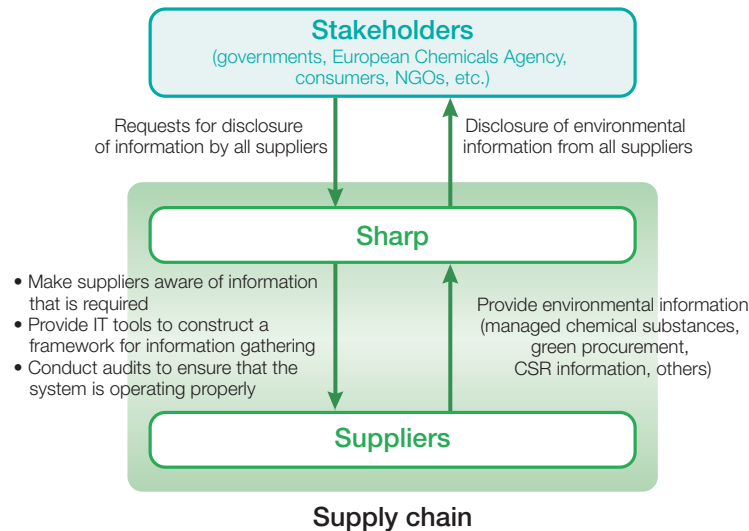 Stakeholders
(governments, European Chemicals Agency,
consumers, NGOs, etc.)
Requests for disclosure
of information by all suppliers
Disclosure of environmental
information from all suppliers
Sharp
• Make suppliers aware of information
that is required
• Provide IT tools to construct a
framework for information gathering
• Conduct audits to ensure that the
system is operating properly
Provide environmental information
(managed chemical substances,
green procurement,
CSR information, others)
Suppliers
Supply chain